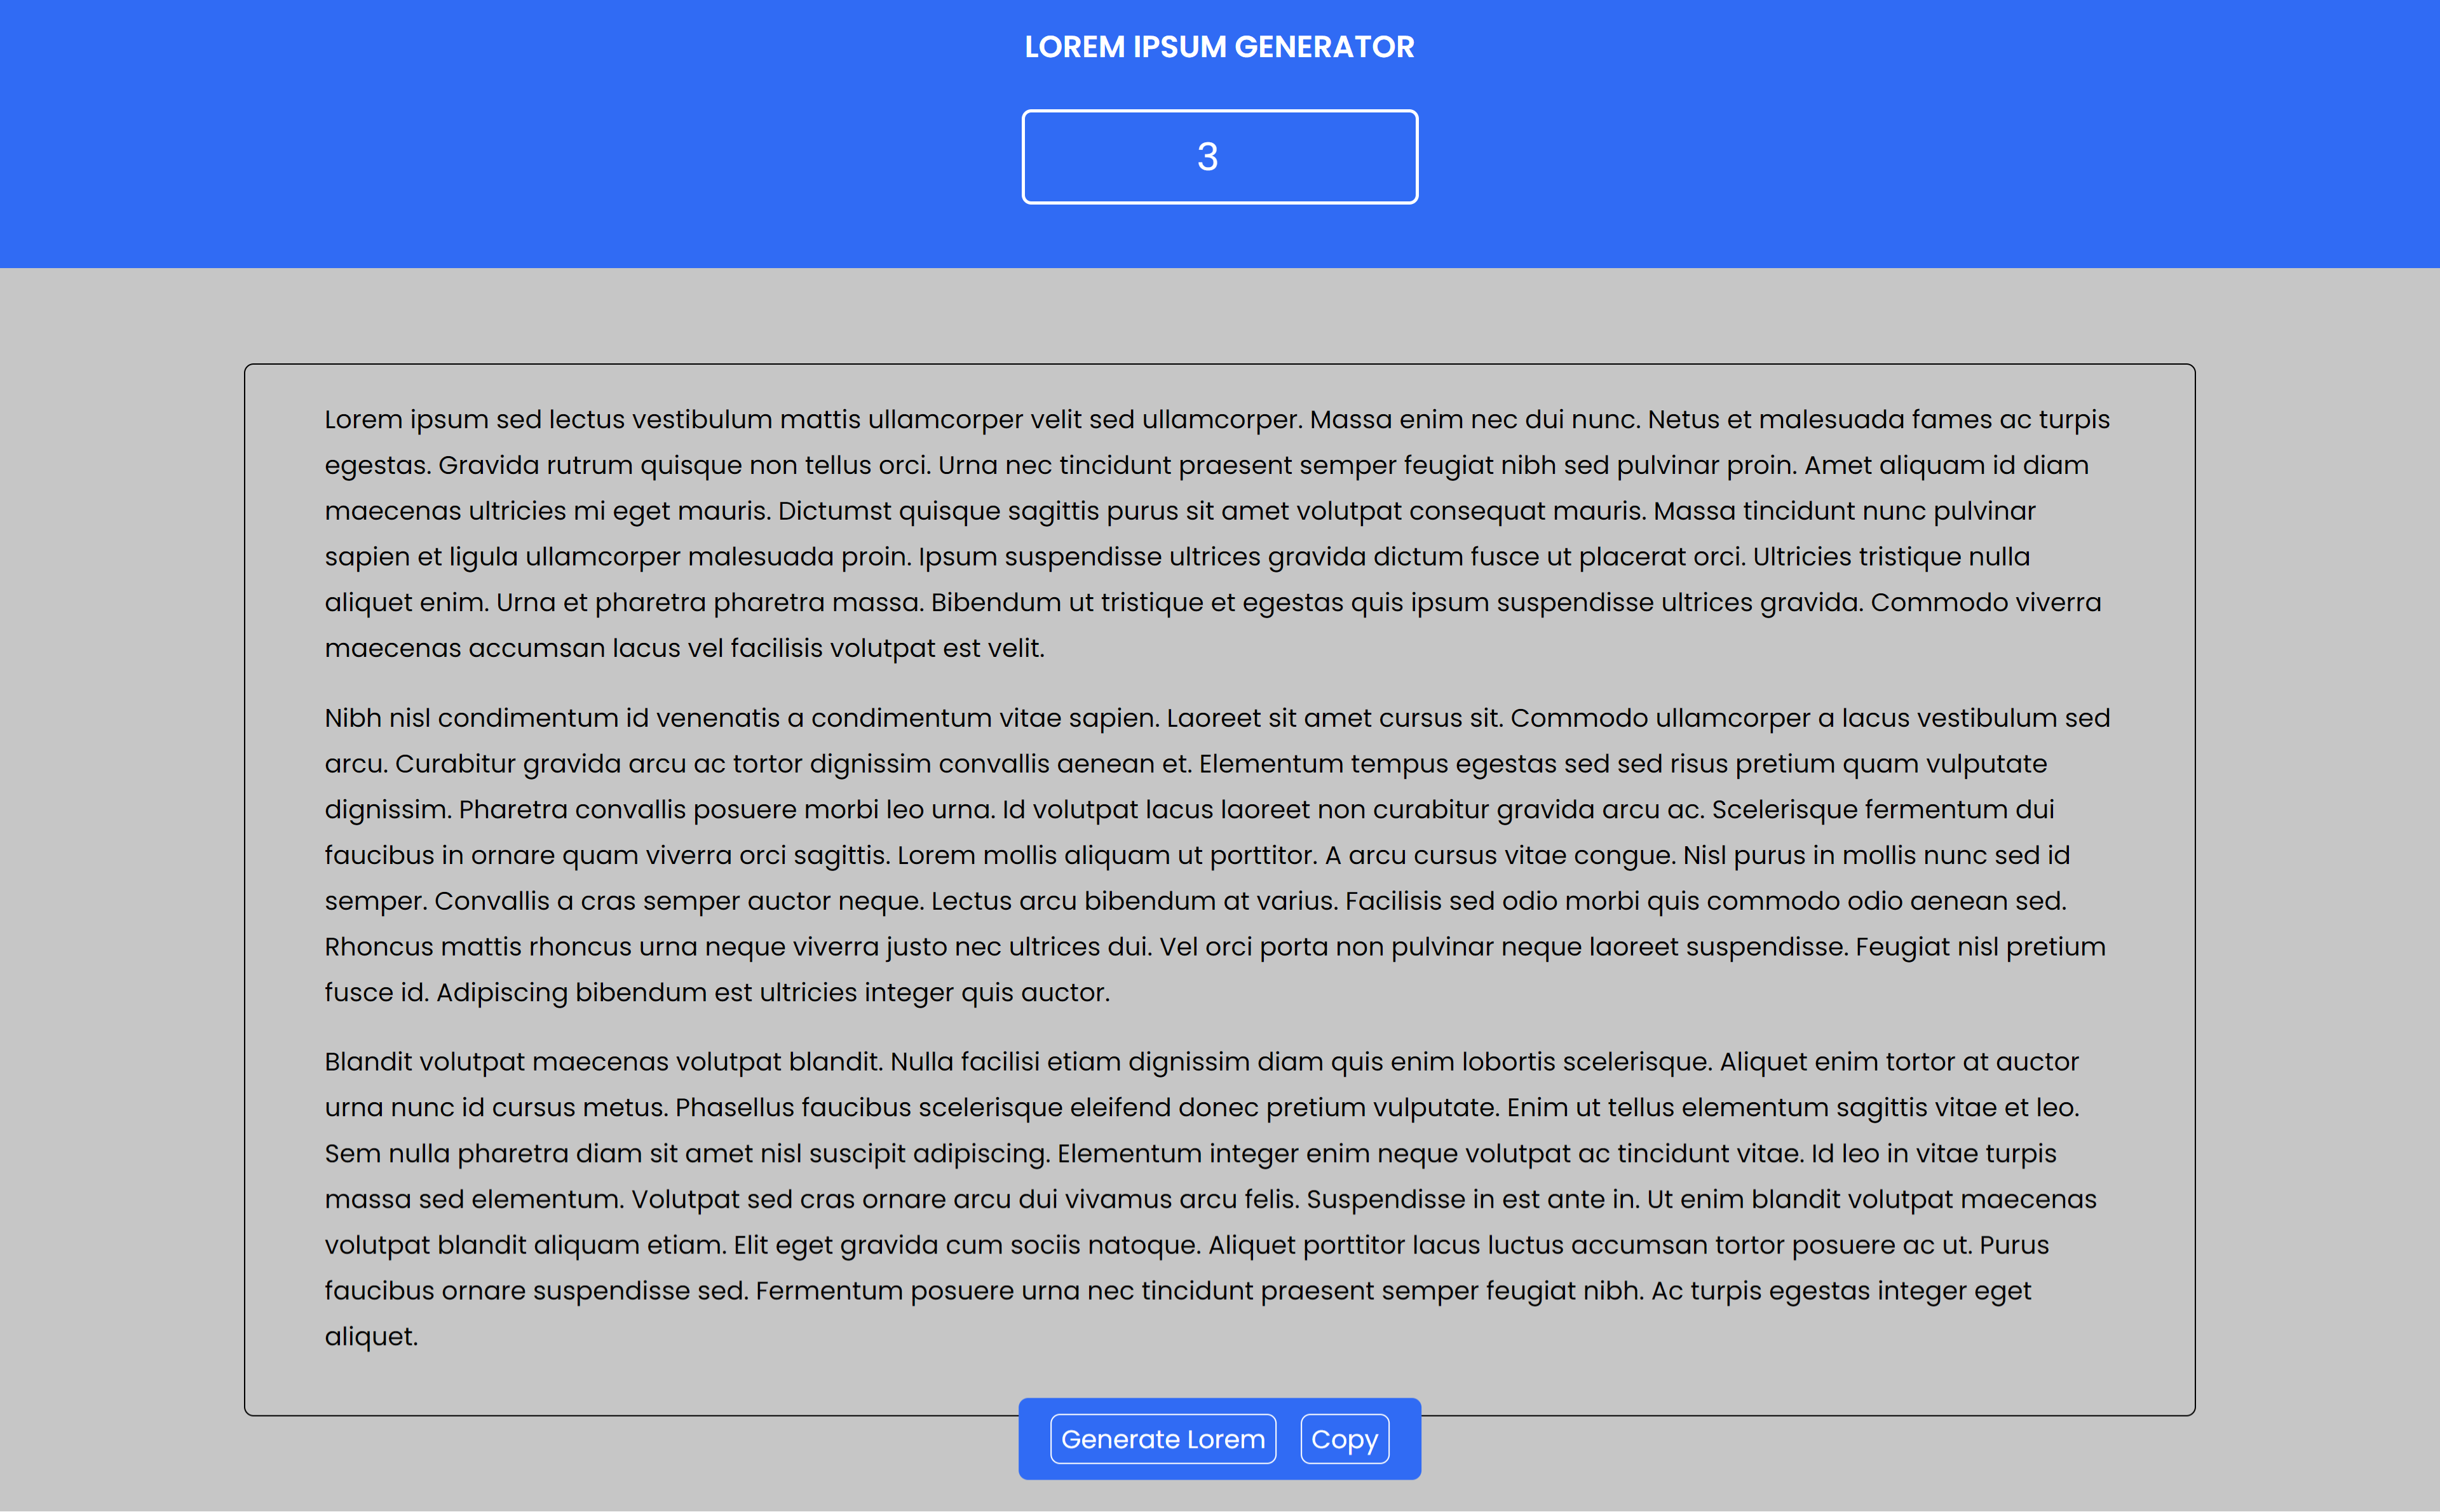 LOREM IPSUM GENERATOR
3
Lorem ipsum sed lectus vestibulum mattis ullamcorper velit sed ullamcorper. Massa enim nec dui nunc. Netus et malesuada fames ac turpis
egestas. Gravida rutrum quisque non tellus orci. Urna nec tincidunt praesent semper feugiat nibh sed pulvinar proin. Amet aliquam id diam
maecenas ultricies mi eget mauris. Dictumst quisque sagittis purus sit amet volutpat consequat mauris. Massa tincidunt nunc pulvinar
sapien et ligula ullamcorper malesuada proin. Ipsum suspendisse ultrices gravida dictum fusce ut placerat orci. Ultricies tristique nulla
aliquet enim. Urna et pharetra pharetra massa. Bibendum ut tristique et egestas quis ipsum suspendisse ultrices gravida. Commodo viverra
maecenas accumsan lacus vel facilisis volutpat est velit.
Nibh nisl condimentum id venenatis a condimentum vitae sapien. Laoreet sit amet cursus sit. Commodo ullamcorper a lacus vestibulum sed
arcu. Curabitur gravida arcu ac tortor dignissim convallis aenean et. Elementum tempus egestas sed sed risus pretium quam vulputate
dignissim. Pharetra convallis posuere morbi leo urna. Id volutpat lacus laoreet non curabitur gravida arcu ac. Scelerisque fermentum dui
faucibus in ornare quam viverra orci sagittis. Lorem mollis aliquam ut porttitor. A arcu cursus vitae congue. Nisl purus in mollis nunc sed id
semper. Convallis a cras semper auctor neque. Lectus arcu bibendum at varius. Facilisis sed odio morbi quis commodo odio aenean sed.
Rhoncus mattis rhoncus urna neque viverra justo nec ultrices dui. Vel orci porta non pulvinar neque laoreet suspendisse. Feugiat nisl pretium
fusce id. Adipiscing bibendum est ultricies integer quis auctor.
Blandit volutpat maecenas volutpat blandit. Nulla facilisi etiam dignissim diam quis enim lobortis scelerisque. Aliquet enim tortor at auctor
urna nunc id cursus metus. Phasellus faucibus scelerisque eleifend donec pretium vulputate. Enim ut tellus elementum sagittis vitae et leo.
Sem nulla pharetra diam sit amet nisl suscipit adipiscing. Elementum integer enim neque volutpat ac tincidunt vitae. Id leo in vitae turpis
massa sed elementum. Volutpat sed cras ornare arcu dui vivamus arcu felis. Suspendisse in est ante in. Ut enim blandit volutpat maecenas
volutpat blandit aliquam etiam. Elit eget gravida cum sociis natoque. Aliquet porttitor lacus luctus accumsan tortor posuere ac ut. Purus
faucibus ornare suspendisse sed. Fermentum posuere urna nec tincidunt praesent semper feugiat nibh. Ac turpis egestas integer eget
aliquet.
Generate Lorem
Copy